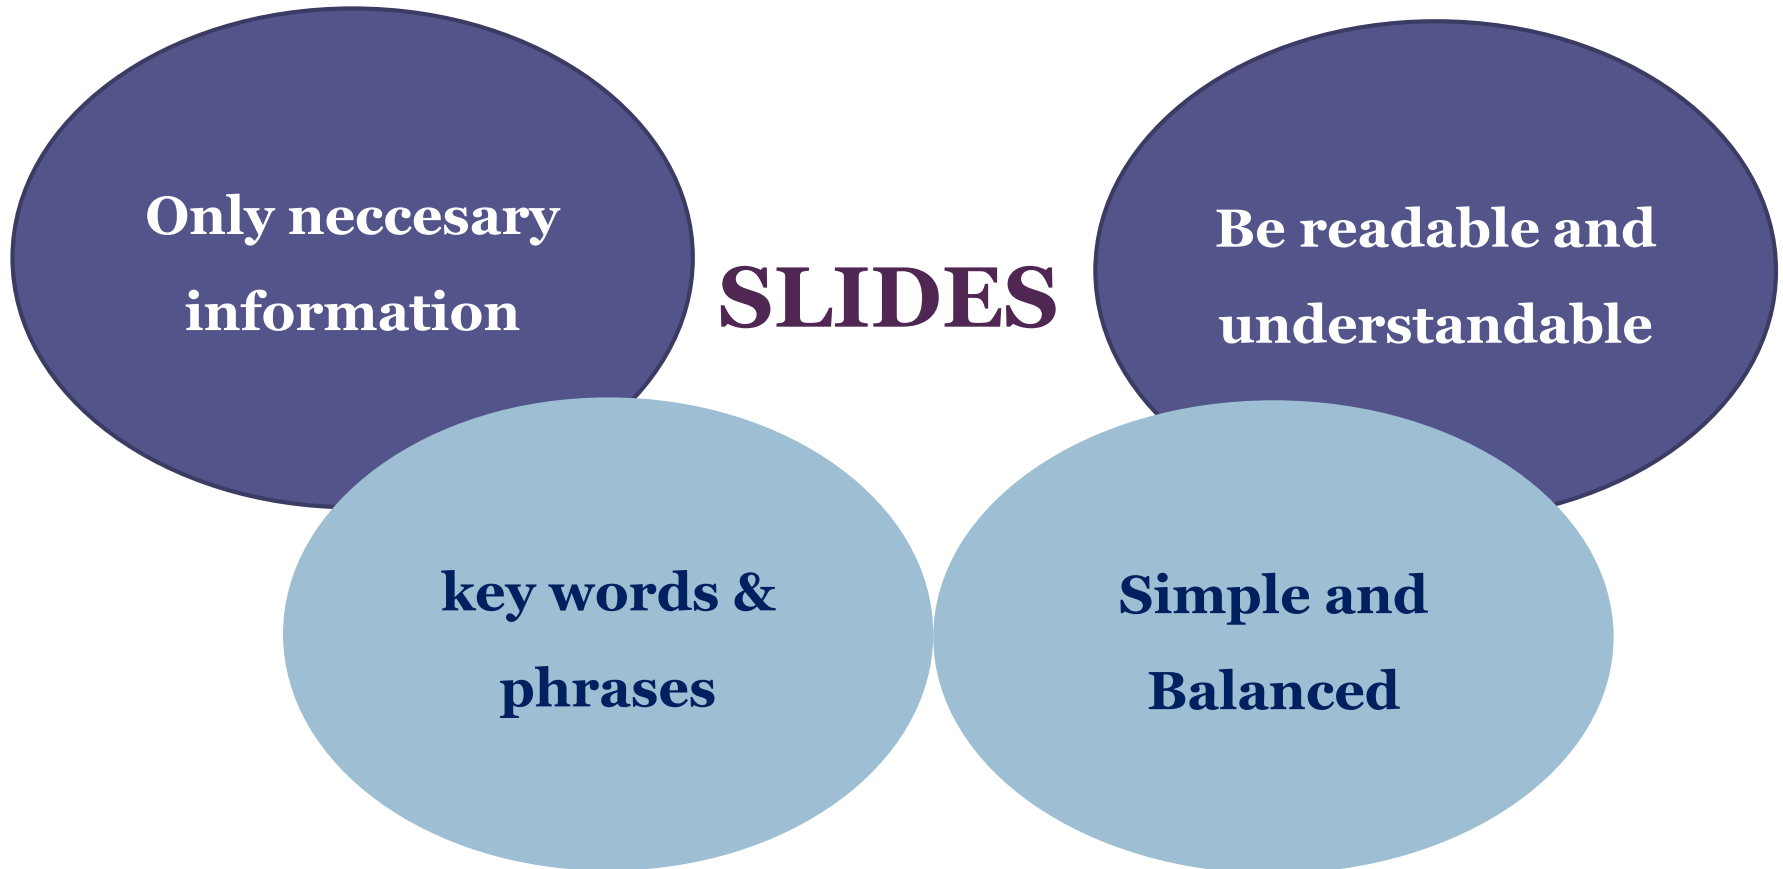 Only neccesary
information
SLIDES
Be readable and
understandable
key words &
phrases
Simple and
Balanced